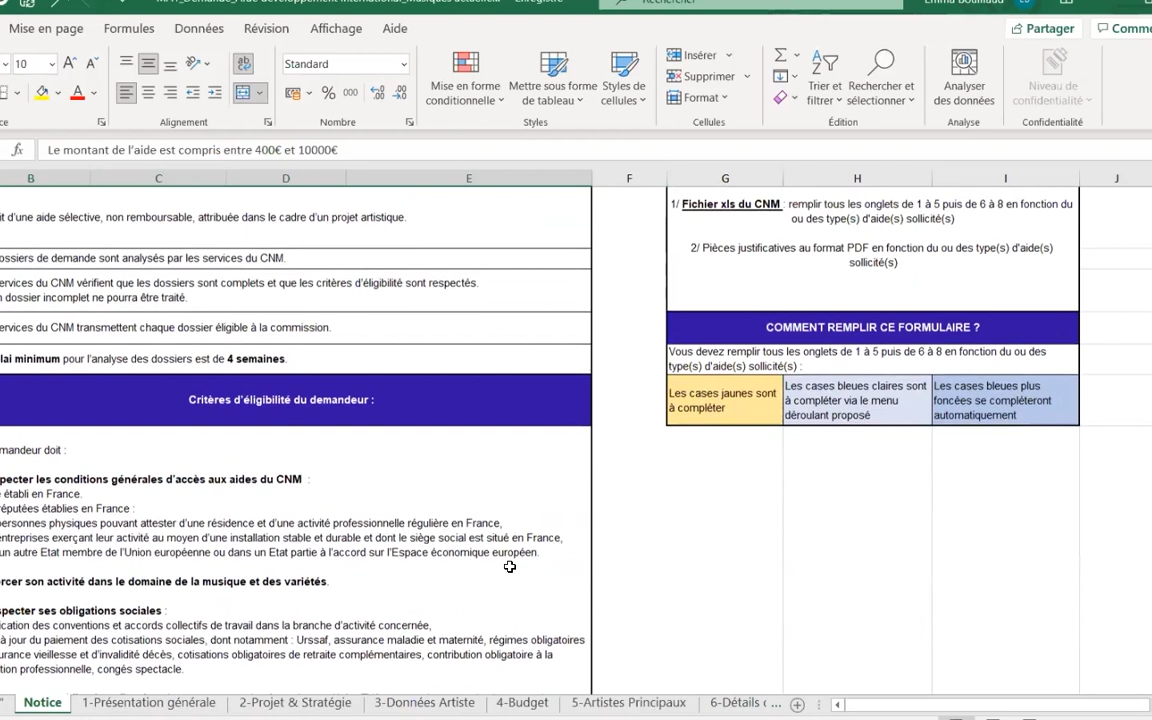 Partager
Mise en page Formules Données Révision Affichage Aide
10
Standard
% 000
Mise en forme conditionnelle
Mettre sous forme de tableau
Styles de cellules
Insérer
Supprimer
Format
Trier et filtrer
Rechercher et sélectionner
Analyser des données
Niveau de confidentialité
Alignement Nombre Styles Cellules Édition Analyse Confidentialité
fx Le montant de l'aide est compris entre 400€ et 10000€
B C D E F G H I J
d'une aide sélective, non remboursable, attribuée dans le cadre d'un projet artistique.
ossiers de demande sont analysés par les services du CNM.
ervices du CNM vérifient que les dossiers sont complets et que les critères d'éligibilité sont respectés.
dossier incomplet ne pourra être traité.
ervices du CNM transmettent chaque dossier éligible à la commission.
lai minimum pour l'analyse des dossiers est de 4 semaines.
Critères d'éligibilité du demandeur :
mandeur doit :
pecter les conditions générales d'accès aux aides du CNM :
établi en France.
réputées établies en France :
personnes physiques pouvant attester d'une résidence et d'une activité professionnelle régulière en France,
entreprises exerçant leur activité au moyen d'une installation stable et durable et dont le siège social est situé en France,
un autre Etat membre de l'Union européenne ou dans un Etat partie à l'accord sur l'Espace économique européen.
ercer son activité dans le domaine de la musique et des variétés.
specter ses obligations sociales :
ication des conventions et accords collectifs de travail dans la branche d'activité concernée,
à jour du paiement des cotisations sociales, dont notamment : Urssaf, assurance maladie et maternité, régimes obligatoires
urance vieillesse et d'invalidité décès, cotisations obligatoires de retraite complémentaires, contribution obligatoire à la
tion professionnelle, congés spectacle.
1/ Fichier xls du CNM : remplir tous les onglets de 1 à 5 puis de 6 à 8 en fonction du
ou des type(s) d'aide(s) sollicité(s)
2/ Pièces justificatives au format PDF en fonction du ou des type(s) d'aide(s)
sollicité(s)
COMMENT REMPLIR CE FORMULAIRE ?
Vous devez remplir tous les onglets de 1 à 5 puis de 6 à 8 en fonction du ou des
type(s) d'aide(s) sollicité(s) :
Les cases jaunes sont
à compléter
Les cases bleues claires sont
à compléter via le menu
déroulant proposé
Les cases bleues plus
foncées se compléteront
automatiquement
Notice 1-Présentation générale 2-Projet & Stratégie 3-Données Artiste 4-Budget 5-Artistes Principaux 6-Détails ...